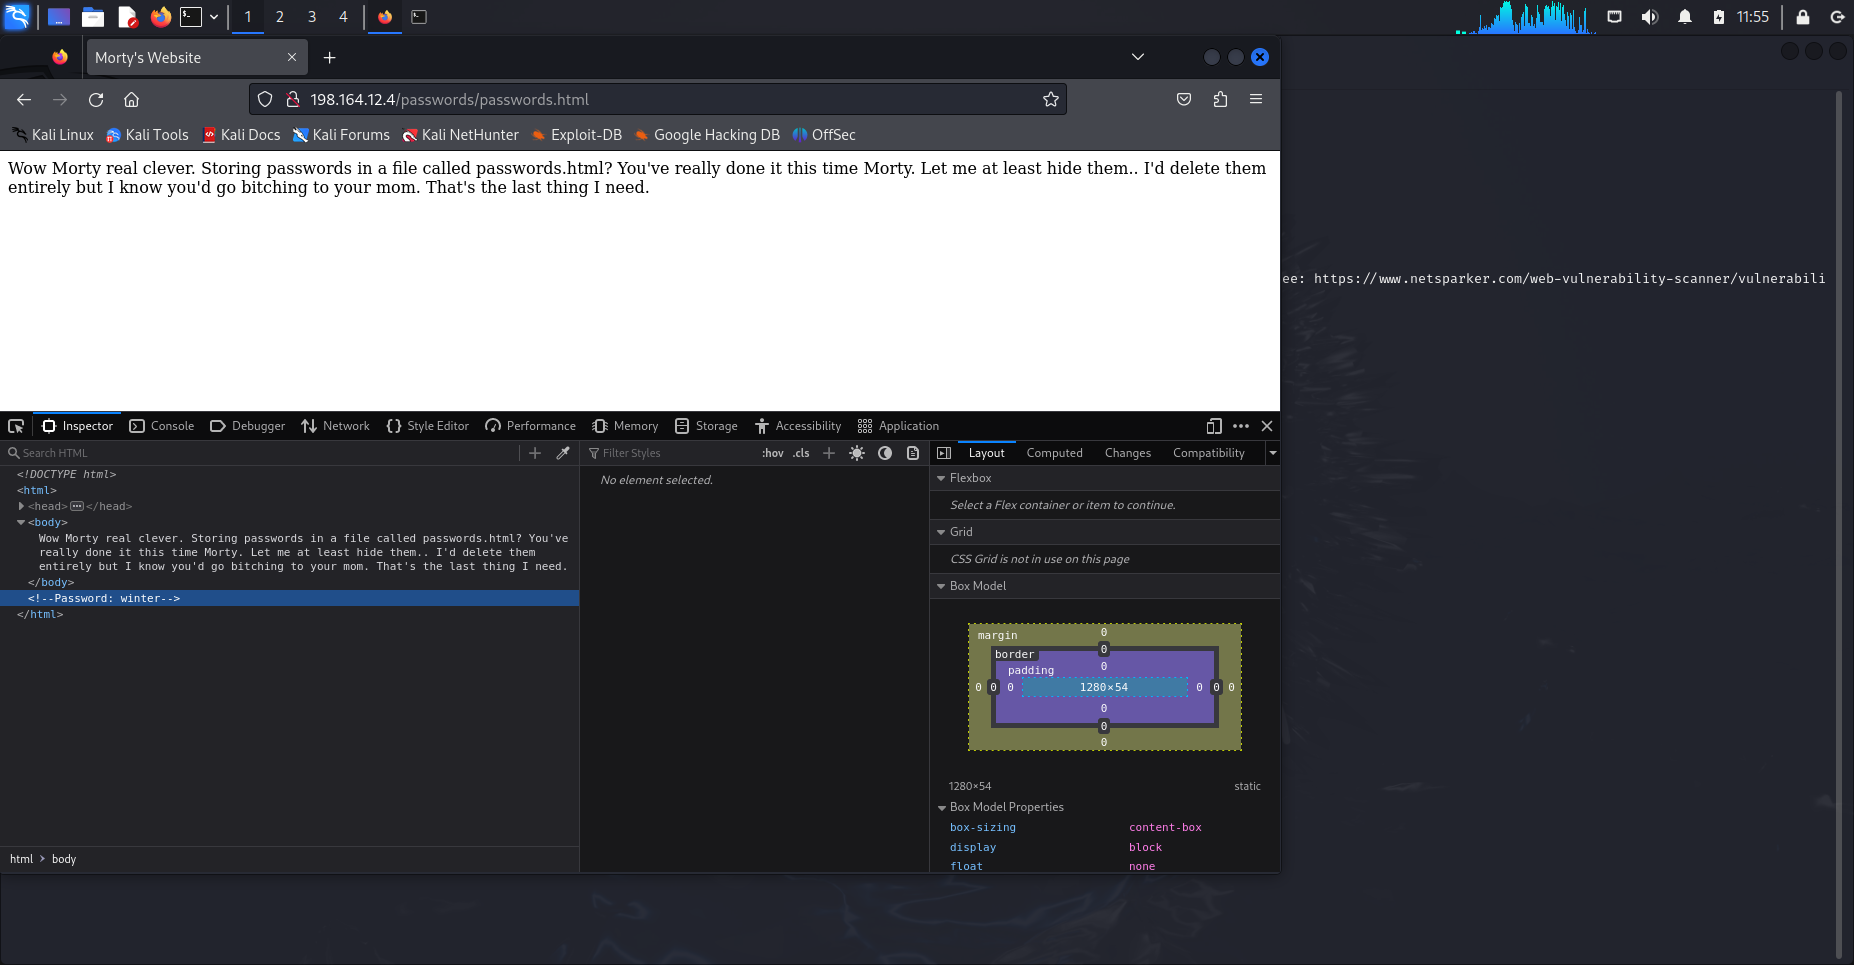 1 2 3 4
11:55
Morty's Website
198.164.12.4/passwords/passwords.html
Kali Linux Kali Tools Kali Docs Kali Forums Kali NetHunter Exploit-DB Google Hacking DB OffSec
Wow Morty real clever. Storing passwords in a file called passwords.html? You've really done it this time Morty. Let me at least hide them.. I'd delete them
entirely but I know you'd go bitching to your mom. That's the last thing I need.
ee: https://www.netsparker.com/web-vulnerability-scanner/vulnerabili
Inspector Console Debugger Network Style Editor Performance Memory Storage Accessibility Application
Search HTML
Filter Styles
:hov .cls
Layout Computed Changes Compatibility
<!DOCTYPE html>
<html>
<head> </head>
<body>
Wow Morty real clever. Storing passwords in a file called passwords.html? You've
really done it this time Morty. Let me at least hide them.. I'd delete them
entirely but I know you'd go bitching to your mom. That's the last thing I need.
</body>
<!--Password: winter-->
</html>
html > body
No element selected.
Flexbox
Select a Flex container or item to continue.
Grid
CSS Grid is not in use on this page
Box Model
margin 0
border 0
padding 0
0 0 0 1280×54 0 0 0
0
0
0
1280×54 static
Box Model Properties
box-sizing content-box
display block
float none